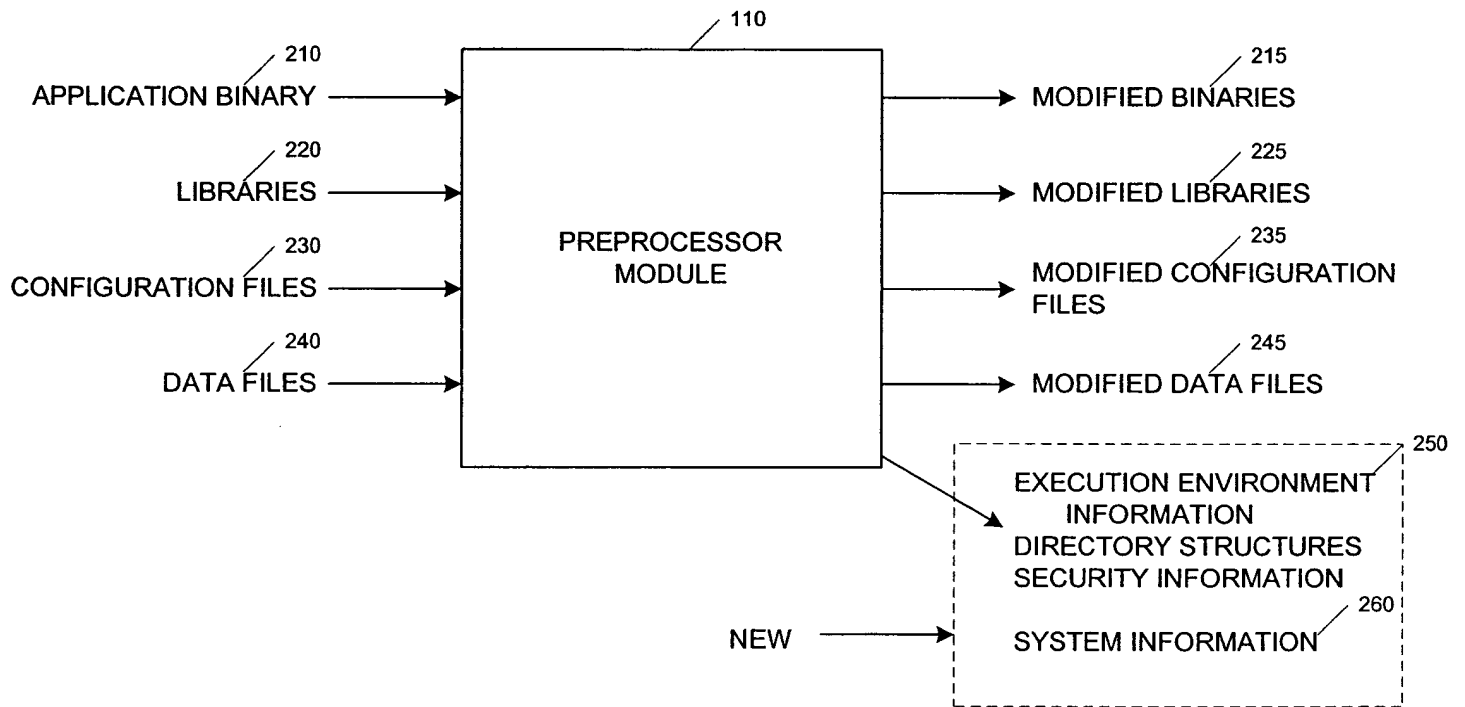 110
210
APPLICATION BINARY
220
LIBRARIES
230
CONFIGURATION FILES
240
DATA FILES
PREPROCESSOR
MODULE
215
MODIFIED BINARIES
225
MODIFIED LIBRARIES
235
MODIFIED CONFIGURATION
FILES
245
MODIFIED DATA FILES
250
EXECUTION ENVIRONMENT
INFORMATION
DIRECTORY STRUCTURES
SECURITY INFORMATION
260
NEW
SYSTEM INFORMATION